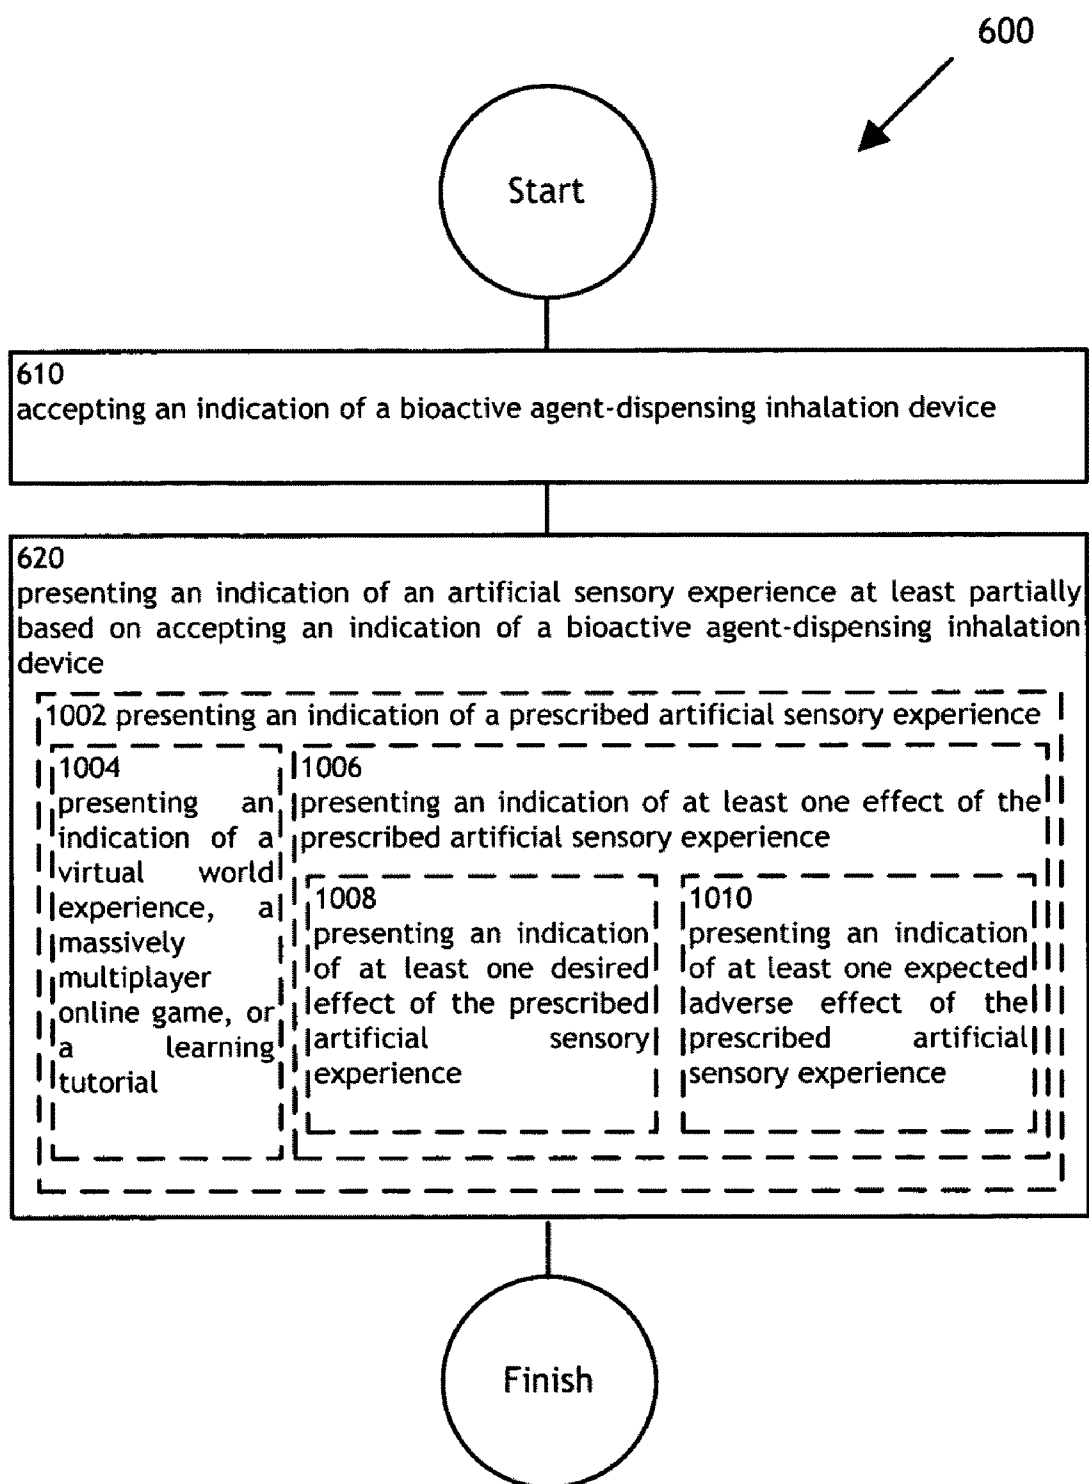 600
Start
610
accepting an indication of a bioactive agent-dispensing inhalation device
620
presenting an indication of an artificial sensory experience at least partially
based on accepting an indication of a bioactive agent-dispensing inhalation
device
1002 presenting an indication of a prescribed artificial sensory experience
1004
presenting an
indication of a
virtual world
experience, a
massively
multiplayer
online game, or
a learning
tutorial
1006
presenting an indication of at least one effect of the
prescribed artificial sensory experience
1008
presenting an indication
of at least one desired
effect of the prescribed
artificial sensory
experience
1010
presenting an indication
of at least one expected
adverse effect of the
prescribed artificial
sensory experience
Finish